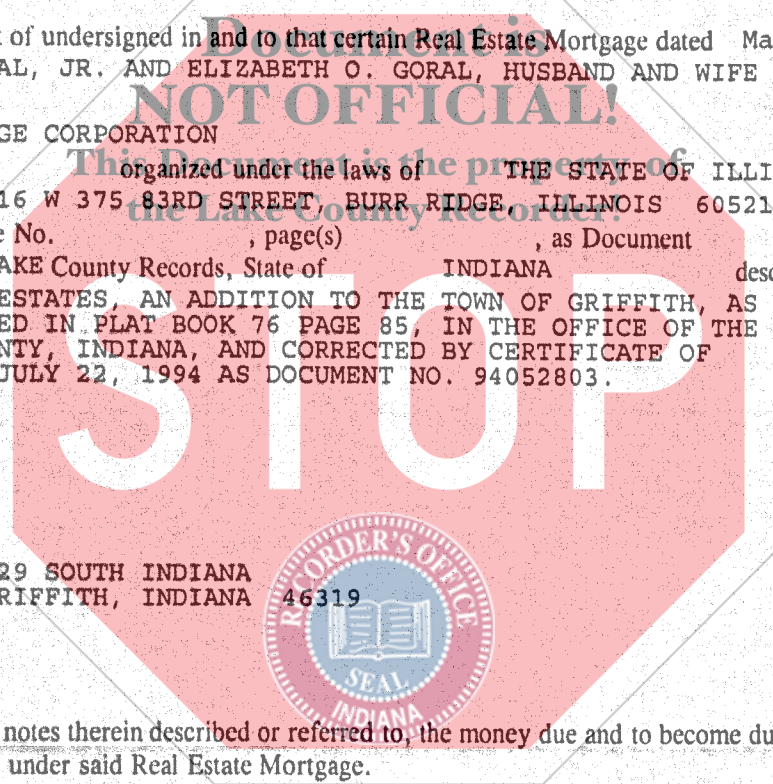 Document is
of undersigned in and to that certain Real Estate Mortgage dated Ma
AL, JR. AND ELIZABETH O. GORAL, HUSBAND AND WIFE
NOT OFFICIAL!
GE CORPORATION
This Document is the property of
organized under the laws of THE STATE OF ILLI
16 W 375 83RD STREET, BURR RIDGE, ILLINOIS 60521
the Lake County Recorder!
e No. , page(s) , as Document
AKE County Records, State of INDIANA desc
ESTATES, AN ADDITION TO THE TOWN OF GRIFFITH, AS
ED IN PLAT BOOK 76 PAGE 85, IN THE OFFICE OF THE
NTY, INDIANA, AND CORRECTED BY CERTIFICATE OF
JULY 22, 1994 AS DOCUMENT NO. 94052803.
STOP
29 SOUTH INDIANA
RIFFITH, INDIANA 46319
RECORDER'S OFFICE
SEAL
INDIANA
notes therein described or referred to, the money due and to become du
under said Real Estate Mortgage.